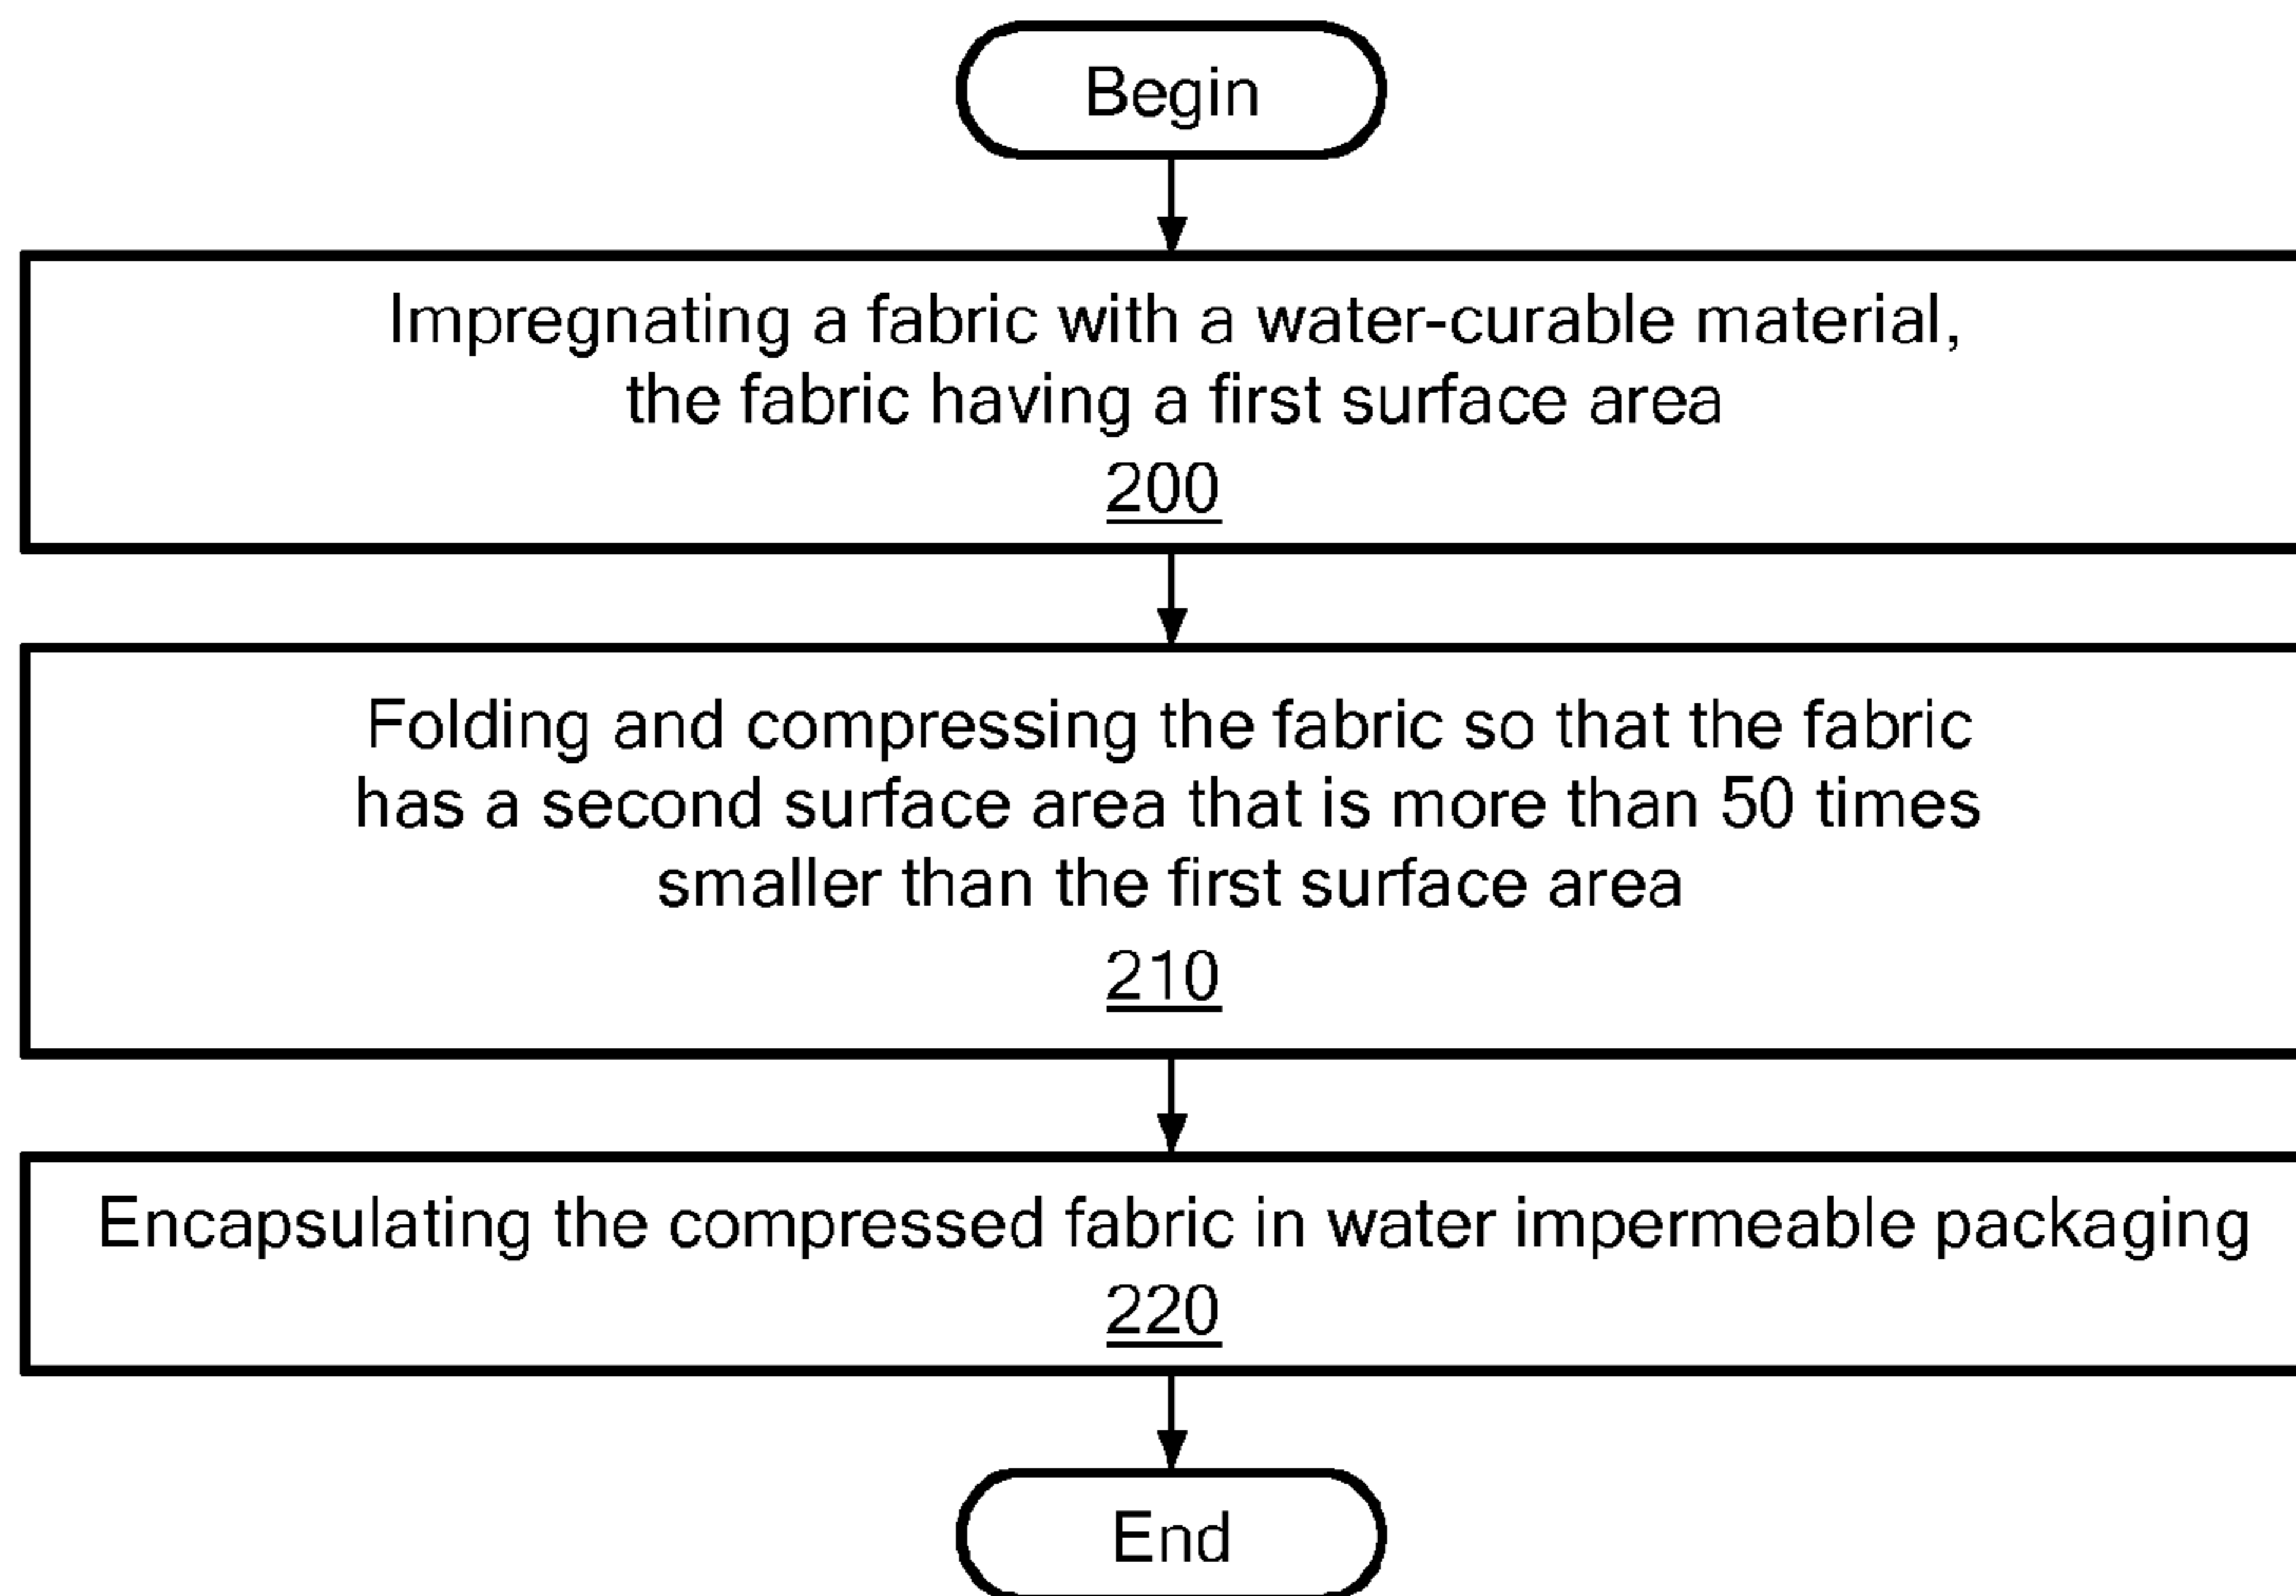 Begin
Impregnating a fabric with a water-curable material,
the fabric having a first surface area
200
Folding and compressing the fabric so that the fabric
has a second surface area that is more than 50 times
smaller than the first surface area
210
Encapsulating the compressed fabric in water impermeable packaging
220
End